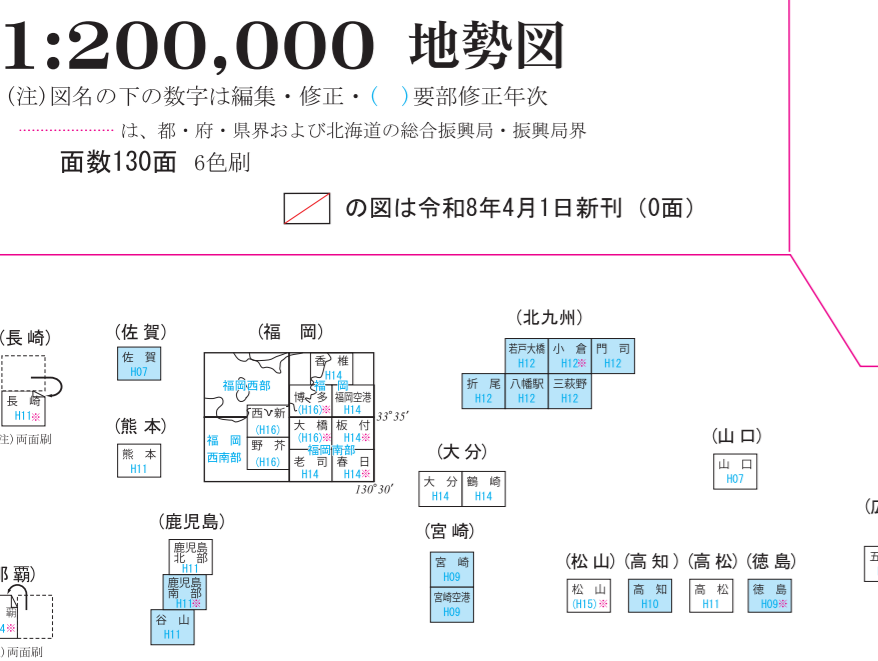 1:200,000 地勢図
(注)図名の下の数字は編集・修正・( )要部修正年次
は、都・府・県界および北海道の総合振興局・振興局界
面数130面 6色刷
の図は令和8年4月1日新刊（0面）
(長崎)
長 崎
H11※
注)両面刷
(佐賀)
佐 賀
H07
(熊本)
熊 本
H11
(福 岡)
福岡西部
香 椎
H14
福 岡
博 多
(H16)※
福岡空港
H14
西 新
(H16)
大 橋
(H16)※
板 付
H14※
33°35′
福 岡
西南部
野 芥
(H16)
福岡南部
老 司
H14
春 日
H14※
130°30′
(北九州)
若戸大橋
H12
小 倉
H12※
門 司
H12
折 尾
H12
八幡駅
H12
三萩野
H12
(大分)
大 分
H14
鶴 崎
H14
(山口)
山 口
H07
(鹿児島)
鹿児島
北 部
H11
鹿児島
南 部
H11※
谷 山
H11
(宮崎)
宮 崎
H09
宮崎空港
H09
(松山)
松 山
(H15)※
(高知)
高 知
H10
(高松)
高 松
H11
(徳島)
徳 島
H09※
覇)
覇
4※
)両面刷
五